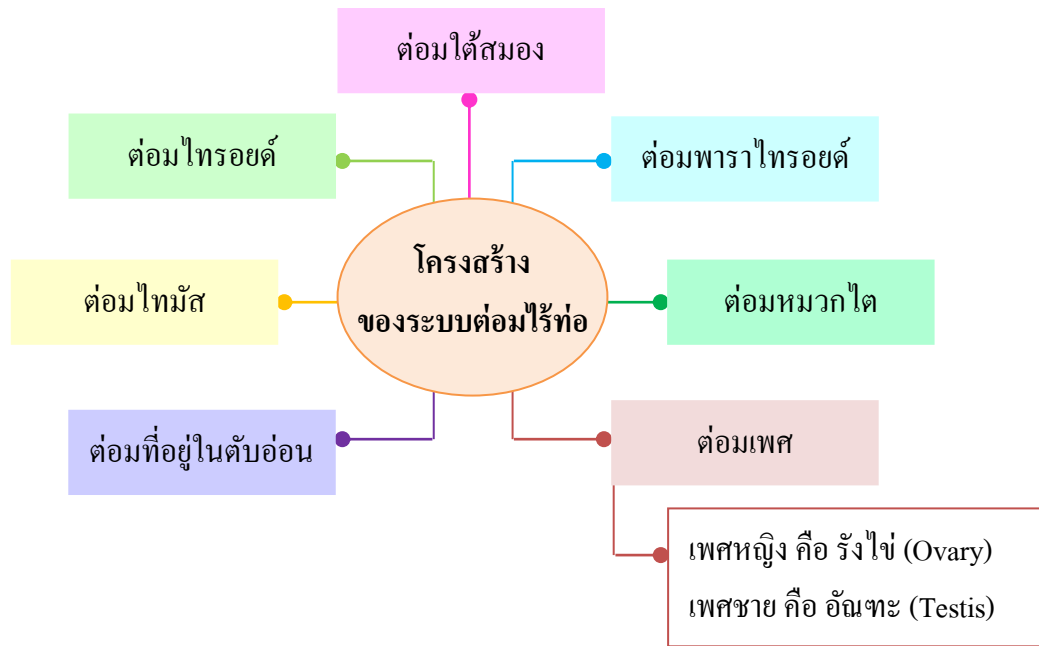 ต่อมใต้สมอง
ต่อมไทรอยด์
ต่อมพาราไทรอยด์
โครงสร้าง
ของระบบต่อมไร้ท่อ
ต่อมไทมัส
ต่อมหมวกไต
ต่อมที่อยู่ในตับอ่อน
ต่อมเพศ
เพศหญิง คือ รังไข่ (Ovary)
เพศชาย คือ อัณฑะ (Testis)